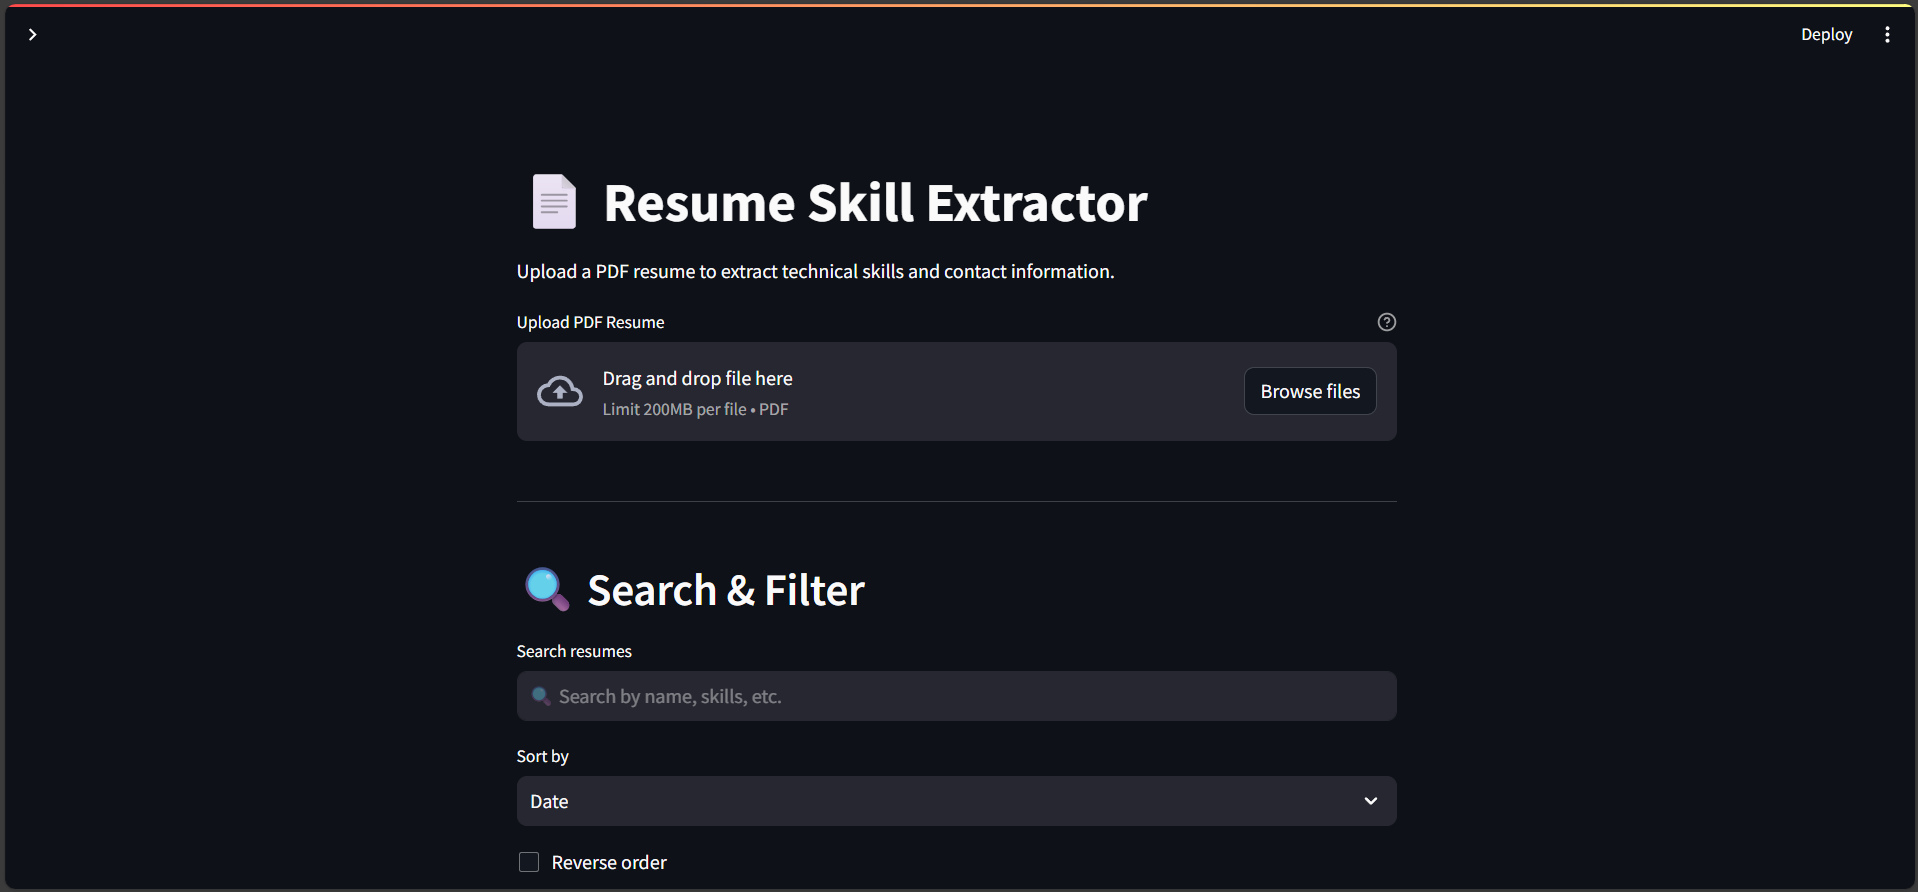 Deploy
Resume Skill Extractor
Upload a PDF resume to extract technical skills and contact information.
Upload PDF Resume
Drag and drop file here
Limit 200MB per file • PDF
Browse files
Search & Filter
Search resumes
Search by name, skills, etc.
Sort by
Date
Reverse order